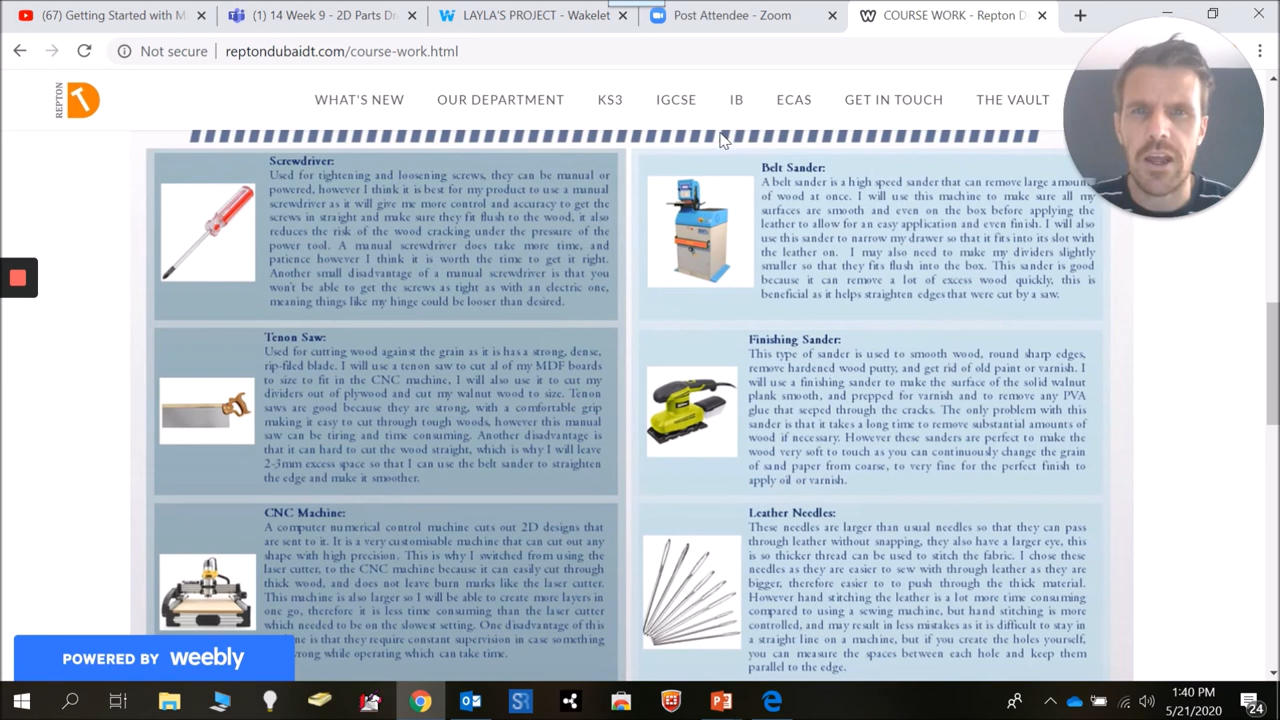 (67) Getting Started with M
(1) 14 Week 9 - 2D Parts Dr
LAYLA'S PROJECT - Wakelet
Post Attendee - Zoom
COURSE WORK - Repton D
Not secure
reptondubaidt.com/course-work.html
REPTON
WHAT'S NEW
OUR DEPARTMENT
KS3
IGCSE
IB
ECAS
GET IN TOUCH
THE VAULT
Screwdriver:
Used for tightening and loosening screws, they can be manual or
powered, however I think it is best for my product to use a manual
screwdriver as it will give me more control and accuracy to get the
screws in straight and make sure they fit flush to the wood, it also
reduces the risk of the wood cracking under the pressure of the
power tool. A manual screwdriver does take more time, and
patience however I think it is worth the time to get it right.
Another small disadvantage of a manual screwdriver is that you
won't be able to get the screws as tight as with an electric one,
meaning things like my hinge could be looser than desired.
Tenon Saw:
Used for cutting wood against the grain as it is has a strong, dense,
rip-filed blade. I will use a tenon saw to cut al of my MDF boards
to size to fit in the CNC machine, I will also use it to cut my
dividers out of plywood and cut my walnut wood to size. Tenon
saws are good because they are strong, with a comfortable grip
making it easy to cut through tough woods, however this manual
saw can be tiring and time consuming. Another disadvantage is
that it can hard to cut the wood straight, which is why I will leave
2-3mm excess space so that I can use the belt sander to straighten
the edge and make it smoother.
CNC Machine:
A computer numerical control machine cuts out 2D designs that
are sent to it. It is a very customisable machine that can cut out any
shape with high precision. This is why I switched from using the
laser cutter, to the CNC machine because it can easily cut through
thick wood, and does not leave burn marks like the laser cutter.
This machine is also larger so I will be able to create more layers in
one go, therefore it is less time consuming than the laser cutter
which needed to be on the slowest setting. One disadvantage of this
ne is that they require constant supervision in case something
wrong while operating which can take time.
Belt Sander:
A belt sander is a high speed sander that can remove large amoun
of wood at once. I will use this machine to make sure all my
surfaces are smooth and even on the box before applying the
leather to allow for an easy application and even finish. I will also
use this sander to narrow my drawer so that it fits into its slot with
the leather on. I may also need to make my dividers slightly
smaller so that they fits flush into the box. This sander is good
because it can remove a lot of excess wood quickly, this is
beneficial as it helps straighten edges that were cut by a saw.
Finishing Sander:
This type of sander is used to smooth wood, round sharp edges,
remove hardened wood putty, and get rid of old paint or varnish. I
will use a finishing sander to make the surface of the solid walnut
plank smooth, and prepped for varnish and to remove any PVA
glue that seeped through the cracks. The only problem with this
sander is that it takes a long time to remove substantial amounts of
wood if necessary. However these sanders are perfect to make the
wood very soft to touch as you can continuously change the grain
of sand paper from coarse, to very fine for the perfect finish to
apply oil or varnish.
Leather Needles:
These needles are larger than usual needles so that they can pass
through leather without snapping, they also have a larger eye, this
is so thicker thread can be used to stitch the fabric. I chose these
needles as they are easier to sew with through leather as they are
bigger, therefore easier to to push through the thick material.
However hand stitching the leather is a lot more time consuming
compared to using a sewing machine, but hand stitching is more
controlled, and may result in less mistakes as it is difficult to stay in
a straight line on a machine, but if you create the holes yourself,
you can measure the spaces between each hole and keep them
parallel to the edge.
POWERED BY weebly
1:40 PM
5/21/2020
24